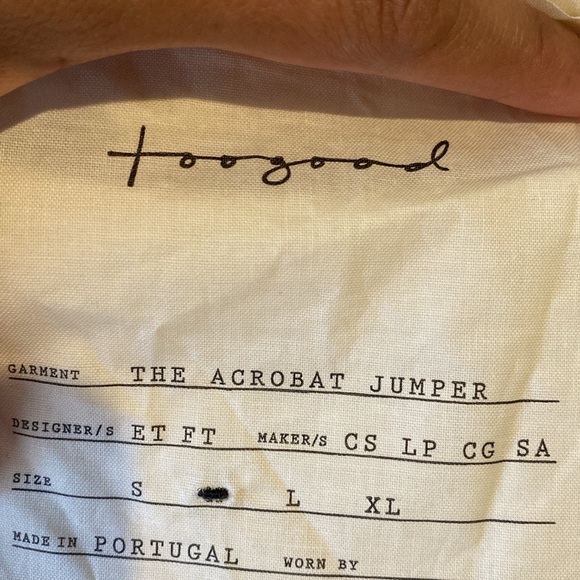 toogood
GARMENT THE ACROBAT JUMPER
DESIGNER/S ET FT MAKER/S CS LP CG SA
SIZE S L XL
MADE IN PORTUGAL WORN BY